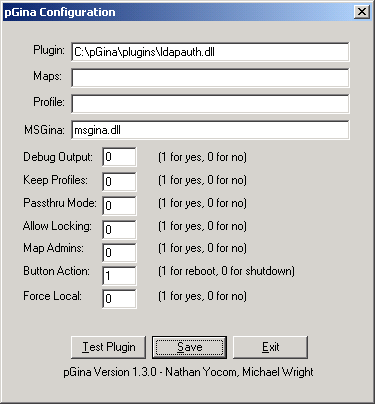 pGina Configuration
Plugin: C:\pGina\plugins\ldapauth.dll
Maps:
Profile:
MSGina: msgina.dll
Debug Output: 0 (1 for yes, 0 for no)
Keep Profiles: 0 (1 for yes, 0 for no)
Passthru Mode: 0 (1 for yes, 0 for no)
Allow Locking: 0 (1 for yes, 0 for no)
Map Admins: 0 (1 for yes, 0 for no)
Button Action: 1 (1 for reboot, 0 for shutdown)
Force Local: 0 (1 for yes, 0 for no)
Test Plugin Save Exit
pGina Version 1.3.0 - Nathan Yocom, Michael Wright